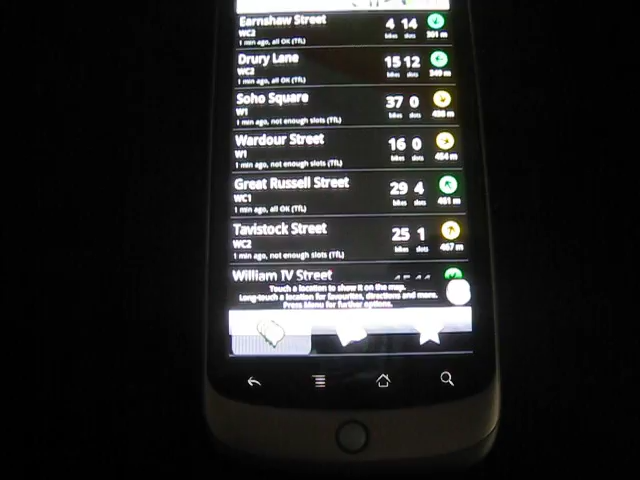 Earnshaw Street 4 14
WC2 bikes slots 301 m
1 min ago, all OK (TfL)
Drury Lane 15 12
WC2 bikes slots 349 m
1 min ago, all OK (TfL)
Soho Square 37 0
W1 bikes slots
1 min ago, not enough slots (TfL)
Wardour Street 16 0
W1 bikes slots 464 m
1 min ago, not enough slots (TfL)
Great Russell Street 29 4
WC1 bikes slots 461 m
1 min ago, all OK (TfL)
Tavistock Street 25 1
WC2 bikes slots 467 m
1 min ago, not enough slots (TfL)
William IV Street
Touch a location to show it on the map.
Long-touch a location for favourites, directions and more.
Press Menu for further options.